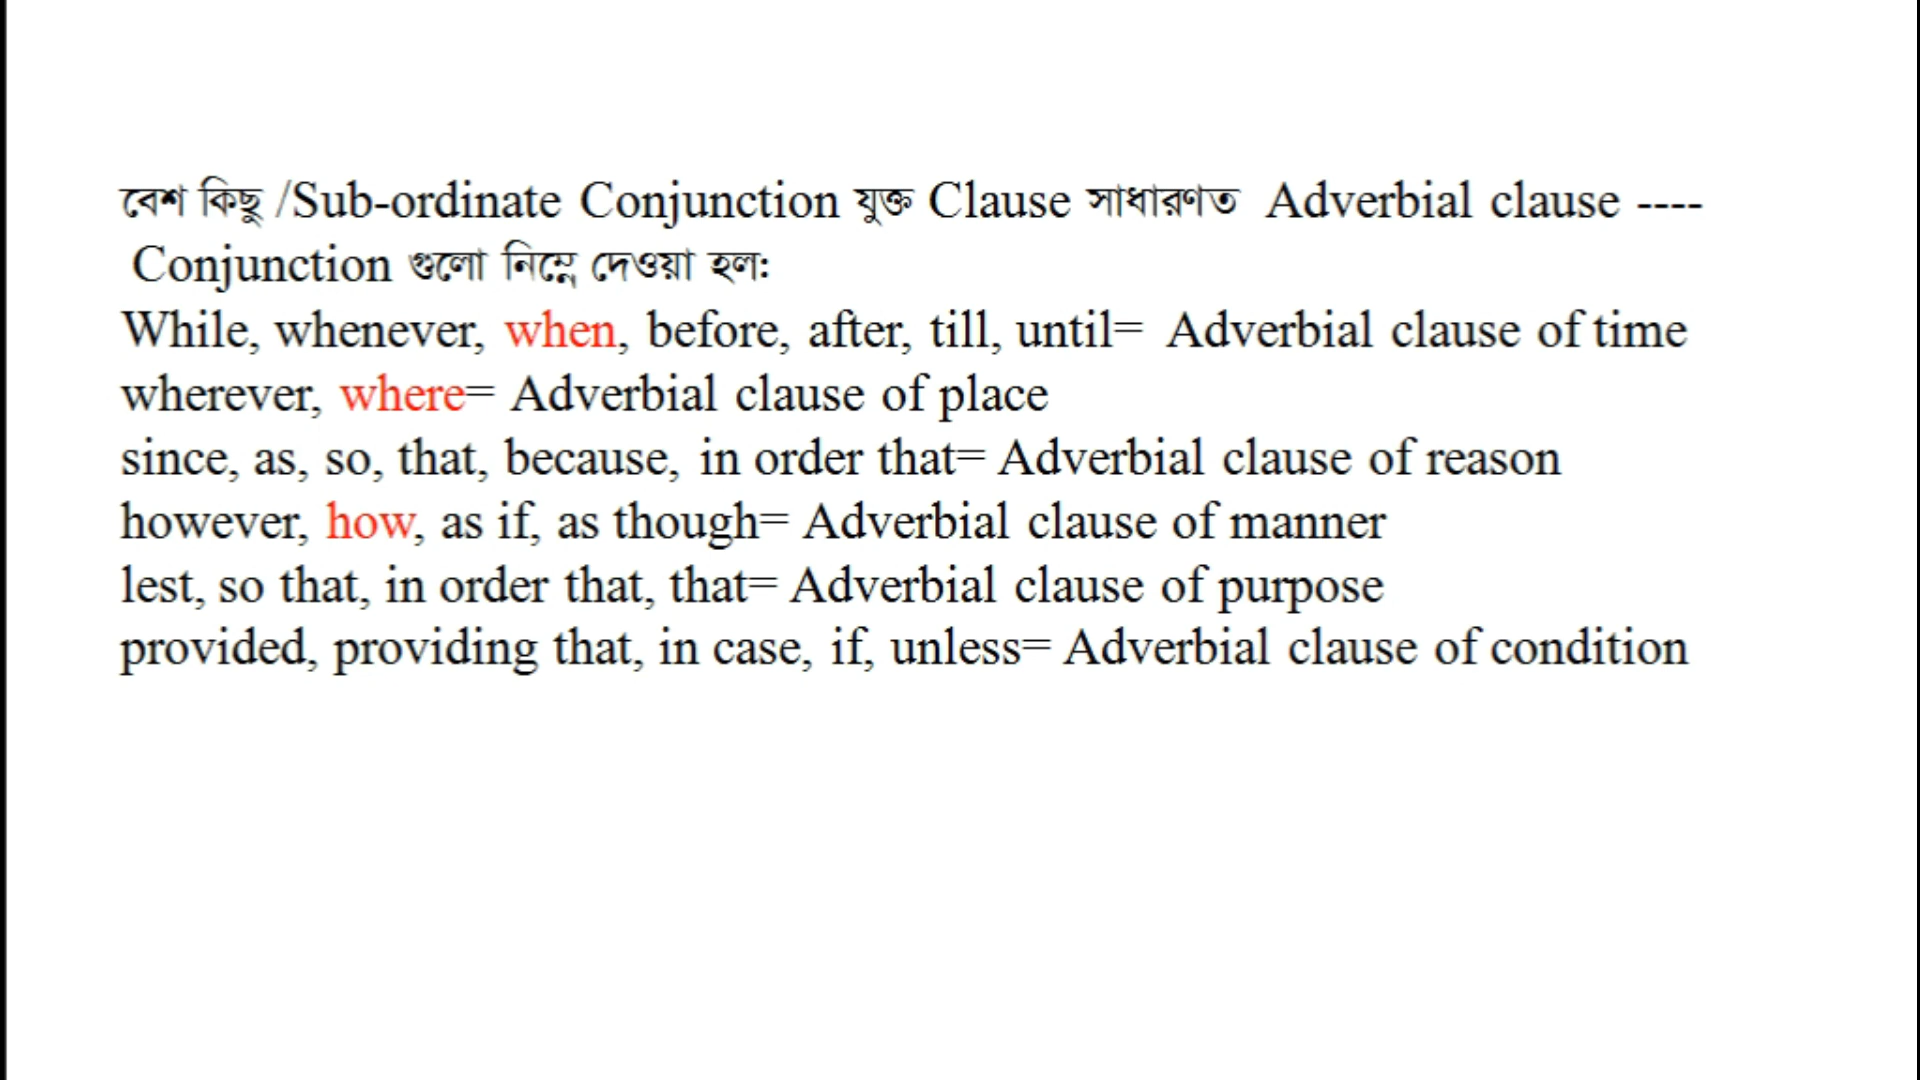 বেশ কিছু /Sub-ordinate Conjunction যুক্ত Clause সাধারণত Adverbial clause ----
Conjunction গুলো নিম্নে দেওয়া হল:
While, whenever, when, before, after, till, until= Adverbial clause of time
wherever, where= Adverbial clause of place
since, as, so, that, because, in order that= Adverbial clause of reason
however, how, as if, as though= Adverbial clause of manner
lest, so that, in order that, that= Adverbial clause of purpose
provided, providing that, in case, if, unless= Adverbial clause of condition